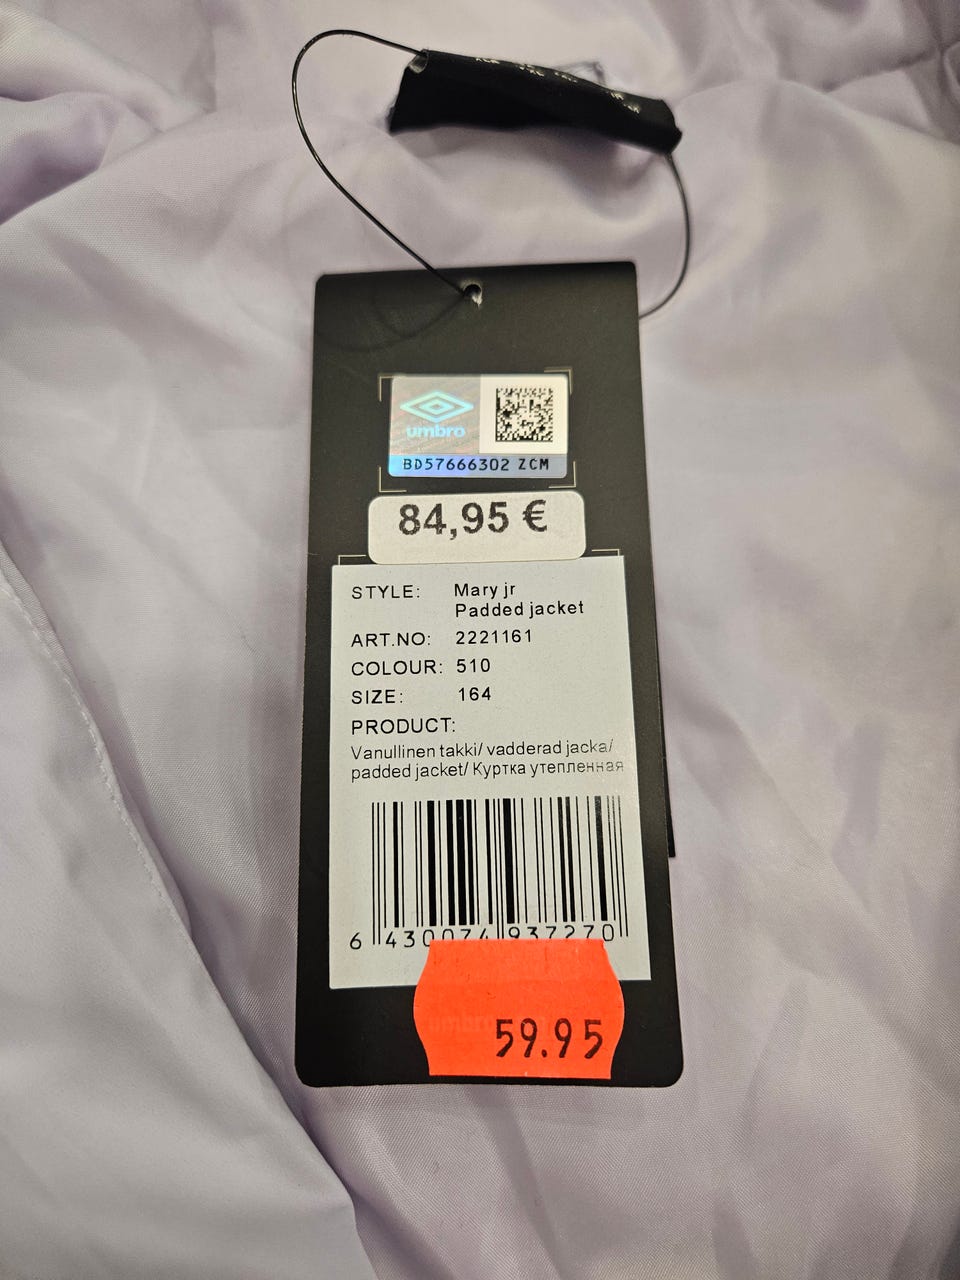 umbro
BD57666302 ZCM
84,95 €
STYLE: Mary jr
Padded jacket
ART.NO: 2221161
COLOUR: 510
SIZE: 164
PRODUCT:
Vanullinen takki/ vadderad jacka/
padded jacket/ Куртка утепленная
6 430074 937270
59.95